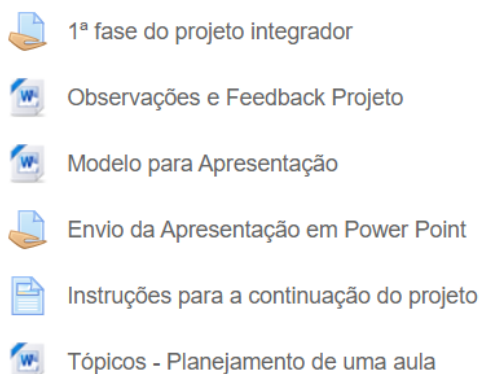 1ª fase do projeto integrador
Observações e Feedback Projeto
Modelo para Apresentação
Envio da Apresentação em Power Point
Instruções para a continuação do projeto
Tópicos - Planejamento de uma aula